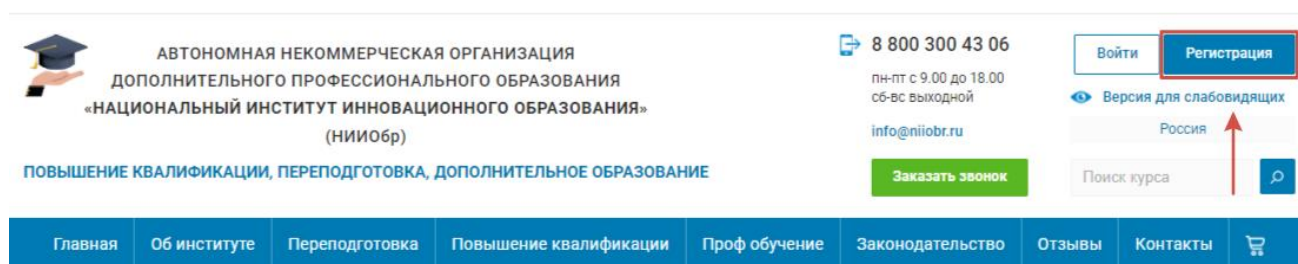 АВТОНОМНАЯ НЕКОММЕРЧЕСКАЯ ОРГАНИЗАЦИЯ
ДОПОЛНИТЕЛЬНОГО ПРОФЕССИОНАЛЬНОГО ОБРАЗОВАНИЯ
«НАЦИОНАЛЬНЫЙ ИНСТИТУТ ИННОВАЦИОННОГО ОБРАЗОВАНИЯ»
(НИИОбр)
ПОВЫШЕНИЕ КВАЛИФИКАЦИИ, ПЕРЕПОДГОТОВКА, ДОПОЛНИТЕЛЬНОЕ ОБРАЗОВАНИЕ
8 800 300 43 06
пн-пт с 9.00 до 18.00
сб-вс выходной
info@niiobr.ru
Заказать звонок
Войти Регистрация
Версия для слабовидящих
Россия
Поиск курса
Главная Об институте Переподготовка Повышение квалификации Проф обучение Законодательство Отзывы Контакты